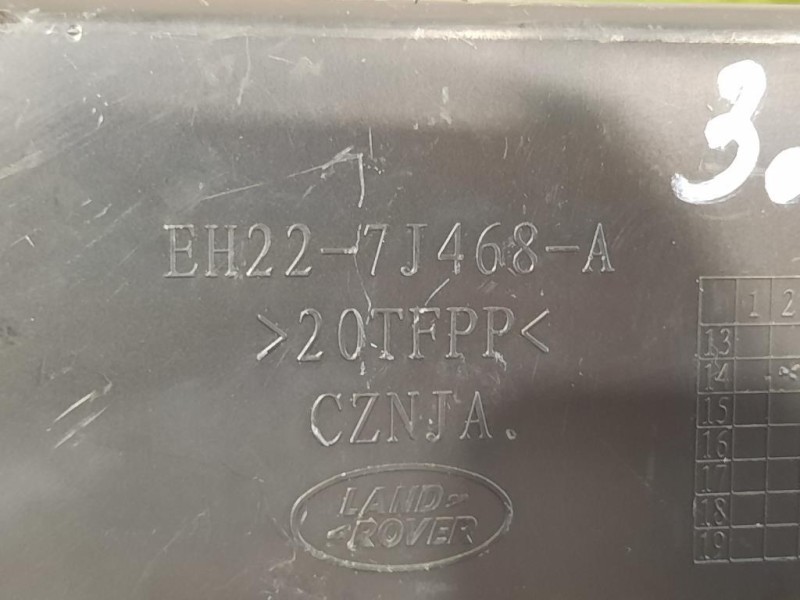 3.
EH22-7J468-A
>20TFPP<
CZNJA.
LAND
ROVER
1 2
13
14
15
16
17
18
19